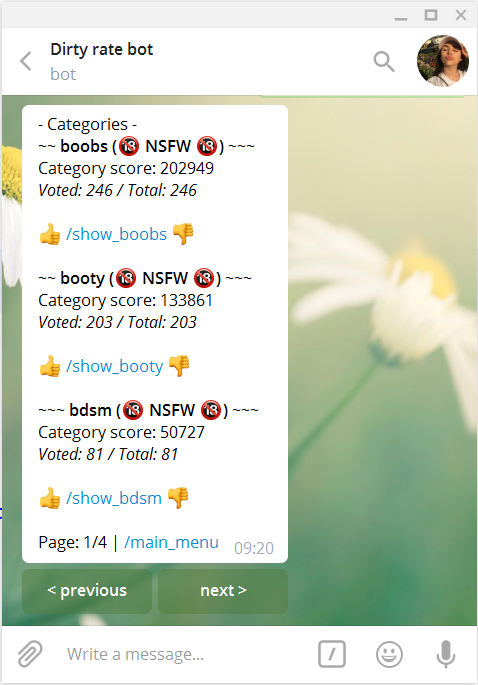 Dirty rate bot
bot
- Categories -
~~ boobs (🔞 NSFW 🔞) ~~~
Category score: 202949
Voted: 246 / Total: 246
👍 /show_boobs 👎
~~ booty (🔞 NSFW 🔞) ~~~
Category score: 133861
Voted: 203 / Total: 203
👍 /show_booty 👎
~~~ bdsm (🔞 NSFW 🔞) ~~~
Category score: 50727
Voted: 81 / Total: 81
👍 /show_bdsm 👎
Page: 1/4 | /main_menu 09:20
< previous next >
Write a message...